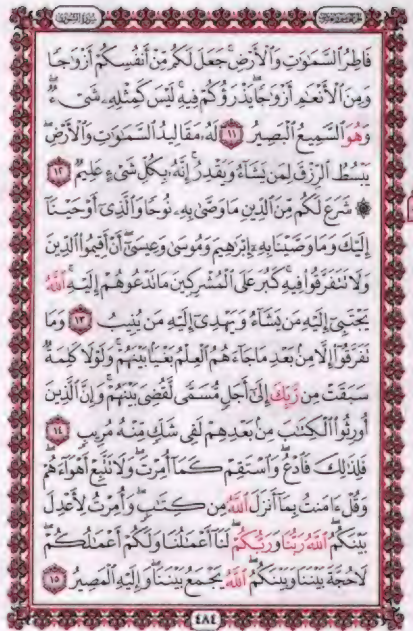 سُورَةُ الشُّورَىٰ
فَاطِرُ السَّمَٰوَٰتِ وَالْأَرْضِ ۚ جَعَلَ لَكُم مِّنْ أَنفُسِكُمْ أَزْوَٰجًا
وَمِنَ الْأَنْعَٰمِ أَزْوَٰجًا ۖ يَذْرَؤُكُمْ فِيهِ ۚ لَيْسَ كَمِثْلِهِۦ شَىْءٌ ۖ
وَهُوَ السَّمِيعُ الْبَصِيرُ ١١ لَهُۥ مَقَالِيدُ السَّمَٰوَٰتِ وَالْأَرْضِ ۖ
يَبْسُطُ الرِّزْقَ لِمَن يَشَآءُ وَيَقْدِرُ ۚ إِنَّهُۥ بِكُلِّ شَىْءٍ عَلِيمٌ ١٢
۞ شَرَعَ لَكُم مِّنَ الدِّينِ مَا وَصَّىٰ بِهِۦ نُوحًا وَالَّذِىٓ أَوْحَيْنَآ
إِلَيْكَ وَمَا وَصَّيْنَا بِهِۦٓ إِبْرَٰهِيمَ وَمُوسَىٰ وَعِيسَىٰٓ ۖ أَنْ أَقِيمُوا۟ الدِّينَ
وَلَا تَتَفَرَّقُوا۟ فِيهِ ۚ كَبُرَ عَلَى الْمُشْرِكِينَ مَا تَدْعُوهُمْ إِلَيْهِ ۚ اللَّهُ
يَجْتَبِىٓ إِلَيْهِ مَن يَشَآءُ وَيَهْدِىٓ إِلَيْهِ مَن يُنِيبُ ١٣ وَمَا
تَفَرَّقُوٓا۟ إِلَّا مِنۢ بَعْدِ مَا جَآءَهُمُ الْعِلْمُ بَغْيًۢا بَيْنَهُمْ ۚ وَلَوْلَا كَلِمَةٌ
سَبَقَتْ مِن رَّبِّكَ إِلَىٰٓ أَجَلٍ مُّسَمًّى لَّقُضِىَ بَيْنَهُمْ ۚ وَإِنَّ الَّذِينَ
أُورِثُوا۟ الْكِتَٰبَ مِنۢ بَعْدِهِمْ لَفِى شَكٍّ مِّنْهُ مُرِيبٍ ١٤
فَلِذَٰلِكَ فَادْعُ ۖ وَاسْتَقِمْ كَمَآ أُمِرْتَ ۖ وَلَا تَتَّبِعْ أَهْوَآءَهُمْ ۖ
وَقُلْ ءَامَنتُ بِمَآ أَنزَلَ اللَّهُ مِن كِتَٰبٍ ۖ وَأُمِرْتُ لِأَعْدِلَ
بَيْنَكُمُ ۖ اللَّهُ رَبُّنَا وَرَبُّكُمْ ۖ لَنَآ أَعْمَٰلُنَا وَلَكُمْ أَعْمَٰلُكُمْ ۖ
لَا حُجَّةَ بَيْنَنَا وَبَيْنَكُمُ ۖ اللَّهُ يَجْمَعُ بَيْنَنَا ۖ وَإِلَيْهِ الْمَصِيرُ ١٥
٤٨٤